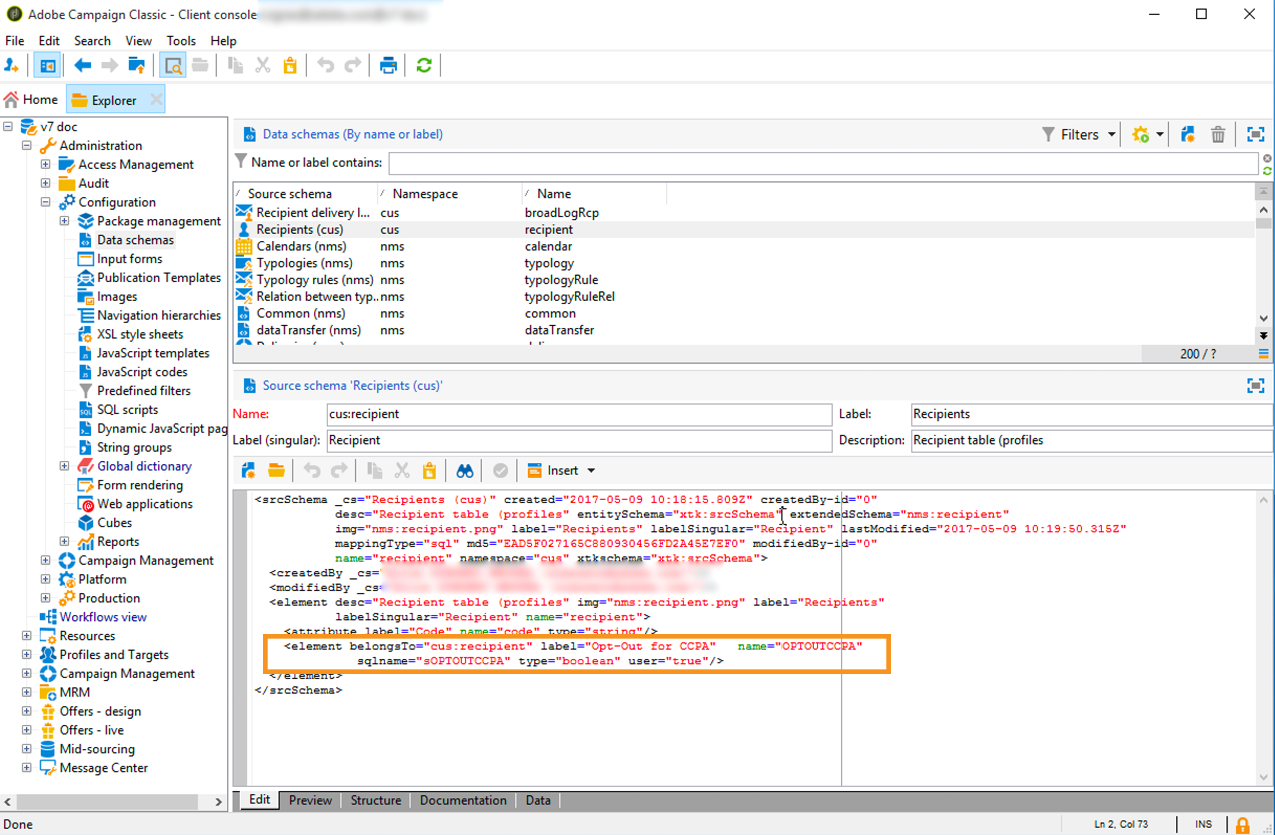 Adobe Campaign Classic - Client console
File Edit Search View Tools Help
Home Explorer
v7 doc
Administration
Access Management
Audit
Configuration
Package management
Data schemas
Input forms
Publication Templates
Images
Navigation hierarchies
XSL style sheets
JavaScript templates
JavaScript codes
Predefined filters
SQL scripts
Dynamic JavaScript pag
String groups
Global dictionary
Form rendering
Web applications
Cubes
Reports
Campaign Management
Platform
Production
Workflows view
Resources
Profiles and Targets
Campaign Management
MRM
Offers - design
Offers - live
Mid-sourcing
Message Center
Data schemas (By name or label) Filters
Name or label contains:
Source schema Namespace Name
Recipient delivery l... cus broadLogRcp
Recipients (cus) cus recipient
Calendars (nms) nms calendar
Typologies (nms) nms typology
Typology rules (nms) nms typologyRule
Relation between typ.. nms typologyRuleRel
Common (nms) nms common
dataTransfer (nms) nms dataTransfer
200 / ?
Source schema 'Recipients (cus)'
Name: cus:recipient Label: Recipients
Label (singular): Recipient Description: Recipient table (profiles
Insert
<srcSchema _cs="Recipients (cus)" created="2017-05-09 10:18:15.809Z" createdBy-id="0"
desc="Recipient table (profiles" entitySchema="xtk:srcSchema" extendedSchema="nms:recipient"
img="nms:recipient.png" label="Recipients" labelSingular="Recipient" lastModified="2017-05-09 10:19:50.315Z"
mappingType="sql" md5="EAD5F027165C880930456FD2A45E7EF0" modifiedBy-id="0"
name="recipient" namespace="cus" xtkschema="xtk:srcSchema">
<createdBy _cs=
<modifiedBy _cs=
<element desc="Recipient table (profiles" img="nms:recipient.png" label="Recipients"
labelSingular="Recipient" name="recipient">
<attribute label="Code" name="code" type="string"/>
<element belongsTo="cus:recipient" label="Opt-Out for CCPA" name="OPTOUTCCPA"
sqlname="sOPTOUTCCPA" type="boolean" user="true"/>
</element>
</srcSchema>
Edit Preview Structure Documentation Data
Done Ln 2, Col 73 INS